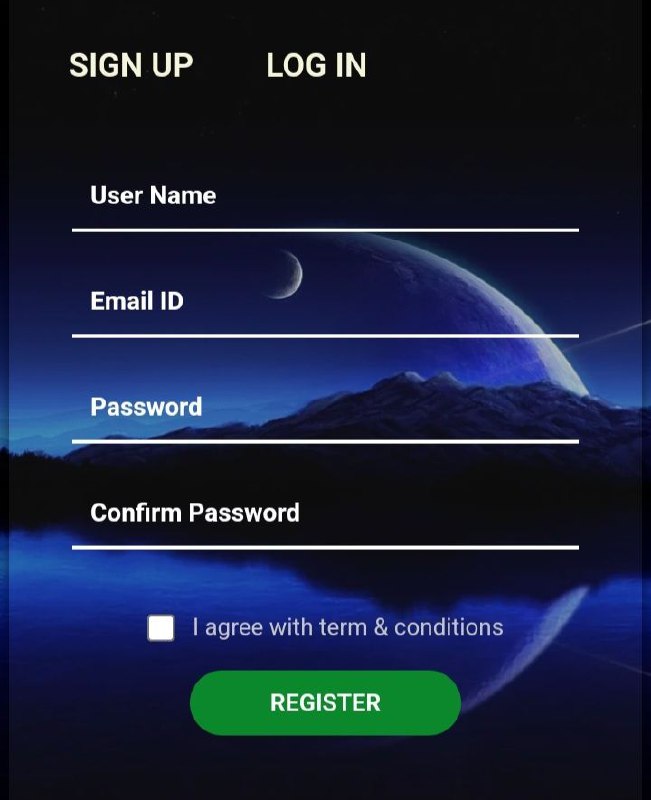 SIGN UP LOG IN
User Name
Email ID
Password
Confirm Password
I agree with term & conditions
REGISTER